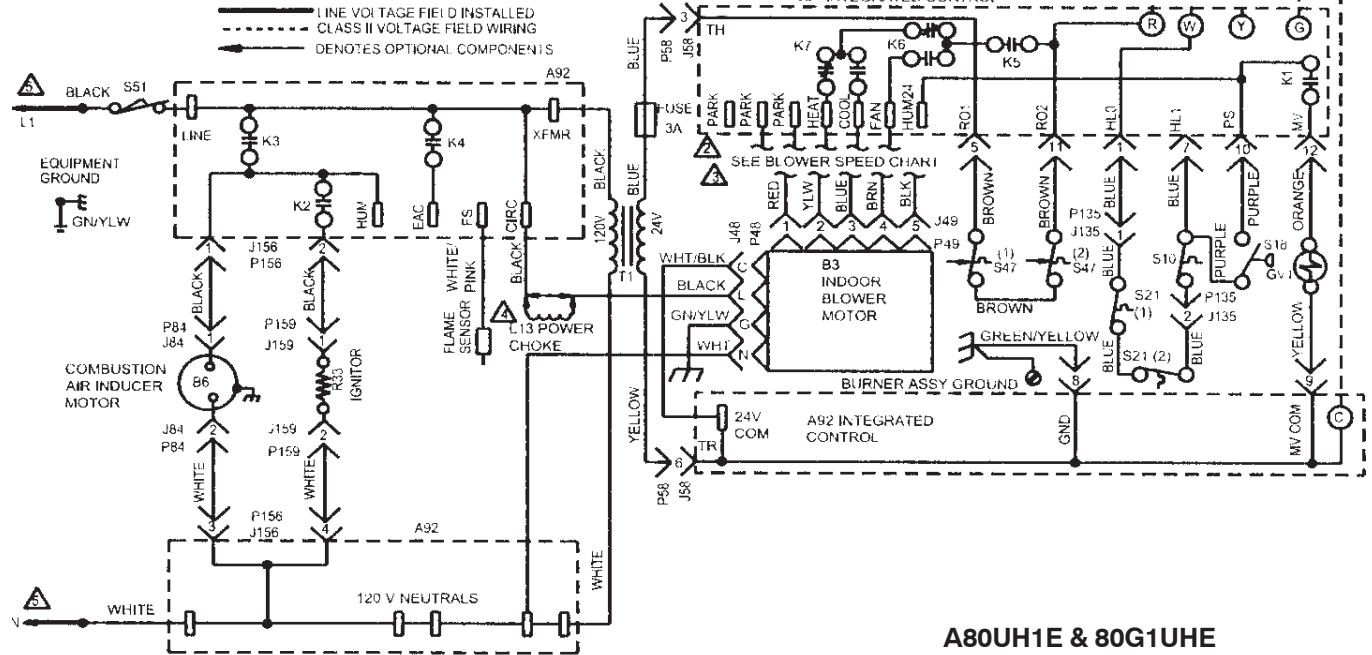 LINE VOLTAGE FIELD INSTALLED
CLASS II VOLTAGE FIELD WIRING
DENOTES OPTIONAL COMPONENTS
5
BLACK
S51
L1
A92
LINE
K3
K4
XFMR
K2
HUM
EAC
FS
CIRC
EQUIPMENT
GROUND
GN/YLW
1
J156
P156
2
BLACK
BLACK
WHITE/
PINK
BLACK
FLAME
SENSOR
4
L13 POWER
CHOKE
P84
J84
1
P159
J159
1
COMBUSTION
AIR INDUCER
MOTOR
B6
R33
IGNITOR
J84
P84
2
J159
P159
2
WHITE
WHITE
3
P156
J156
4
A92
5
N
WHITE
120 V NEUTRALS
WHITE
BLACK
BLUE
BLUE
FUSE
3A
120V
24V
T1
YELLOW
P58
3
J58
TH
INTEGRATED CONTROL
PARK
PARK
PARK
HEAT
COOL
FAN
HUM24
K7
K6
K5
K1
R
W
Y
G
RO1
RO2
HLO
HL1
PS
MV
5
11
1
7
10
12
2
3
SEE BLOWER SPEED CHART
RED
YLW
BLUE
BRN
BLK
1
2
3
4
5
J49
P49
J48
P48
WHT/BLK
C
BLACK
L
GN/YLW
G
WHT
N
B3
INDOOR
BLOWER
MOTOR
BROWN
BROWN
(1)
S47
(2)
S47
BROWN
BLUE
P135
J135
1
BLUE
S21
(1)
BLUE
S21 (2)
BLUE
S10
PURPLE
P135
J135
2
BLUE
PURPLE
S18
GV1
ORANGE
YELLOW
9
GREEN/YELLOW
BURNER ASSY GROUND
8
24V
COM
A92 INTEGRATED
CONTROL
TR
GND
MV COM
C
P58
6
J58
A80UH1E & 80G1UHE